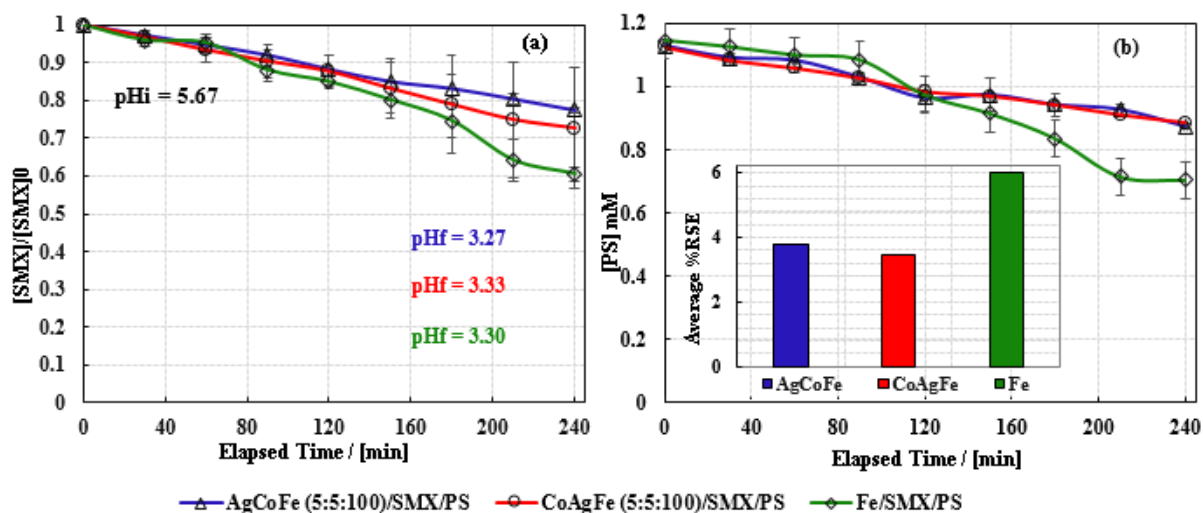 (a)
pHi = 5.67
pHf = 3.27
pHf = 3.33
pHf = 3.30
[SMX]/[SMX]0
1
0.9
0.8
0.7
0.6
0.5
0.4
0.3
0.2
0.1
0
0 40 80 120 160 200 240
Elapsed Time / [min]
(b)
[PS] mM
1.2
1
0.8
0.6
0.4
0.2
0
Average %RSE
6
4
2
0
AgCoFe CoAgFe Fe
0 40 80 120 160 200 240
Elapsed Time / [min]
AgCoFe (5:5:100)/SMX/PS CoAgFe (5:5:100)/SMX/PS Fe/SMX/PS